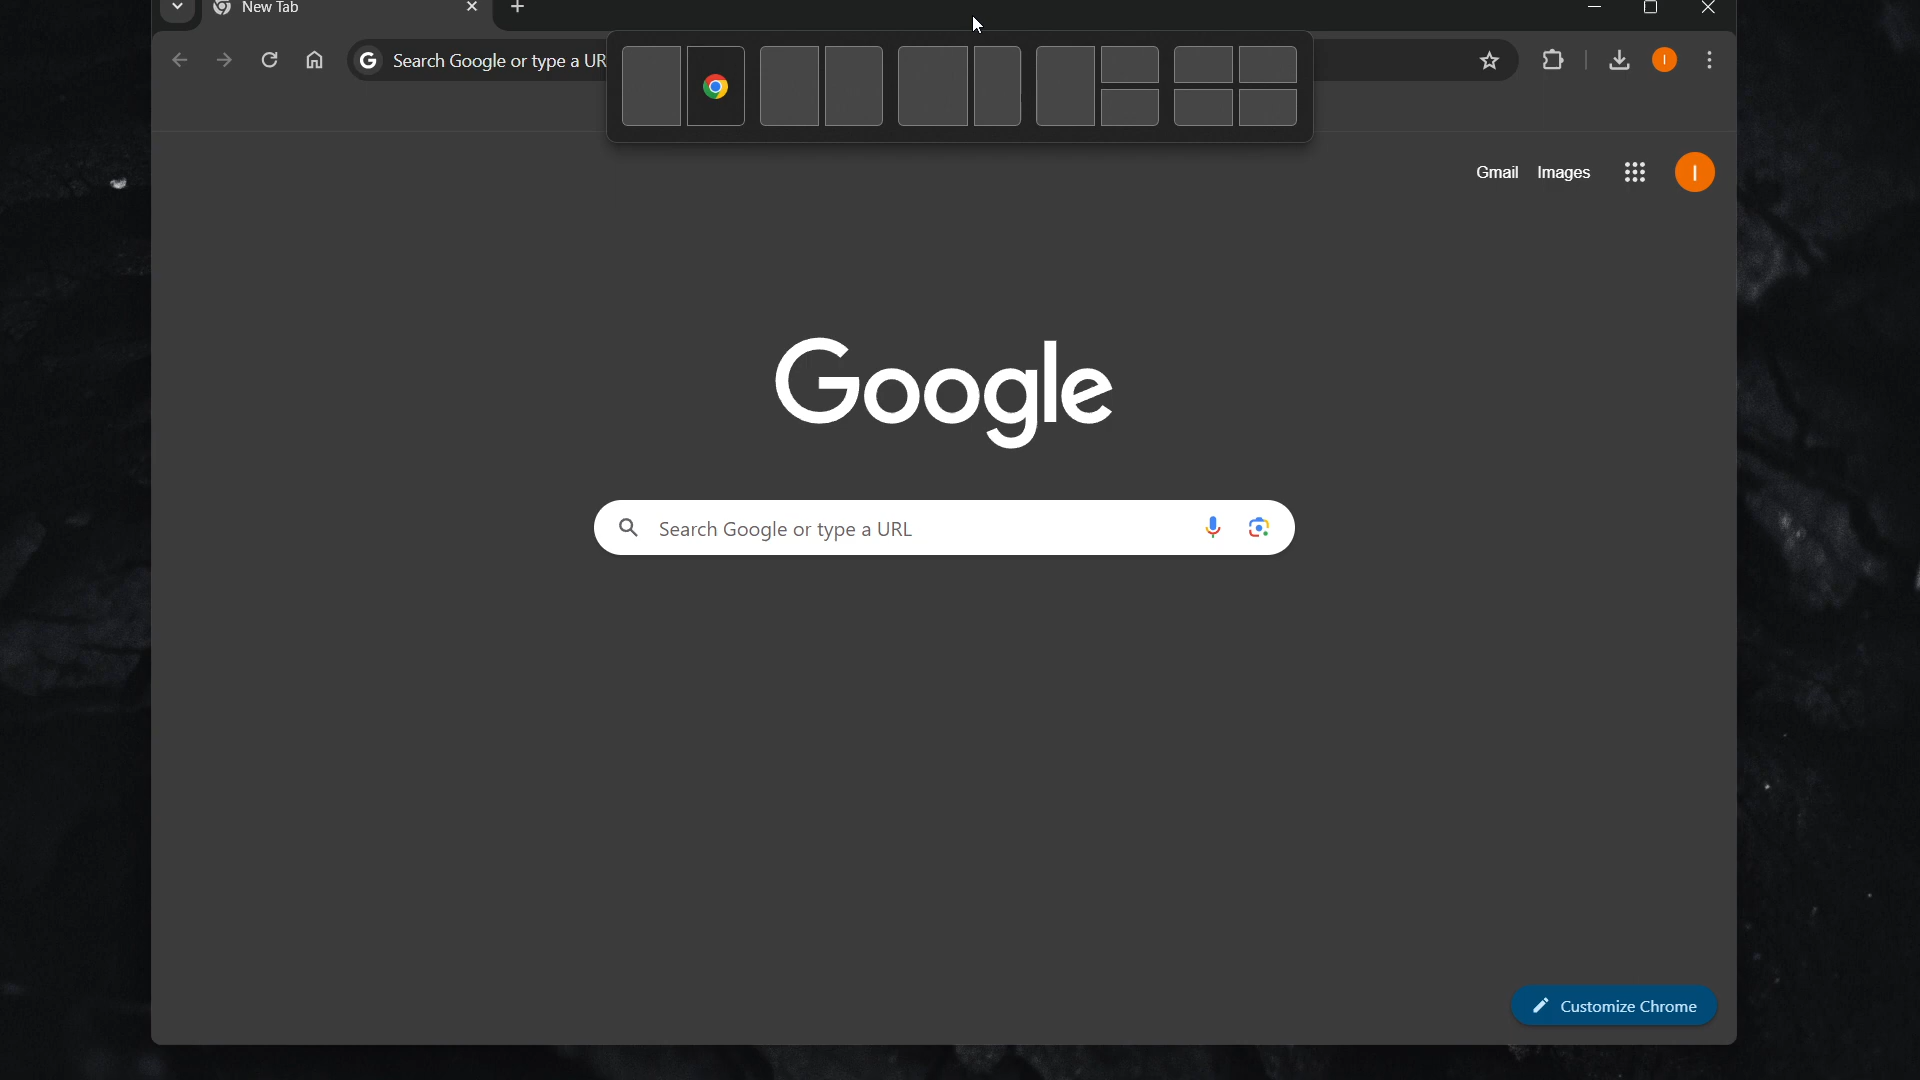 New Tab
Search Google or type a UR
Gmail Images
I
I
Google
Search Google or type a URL
Customize Chrome